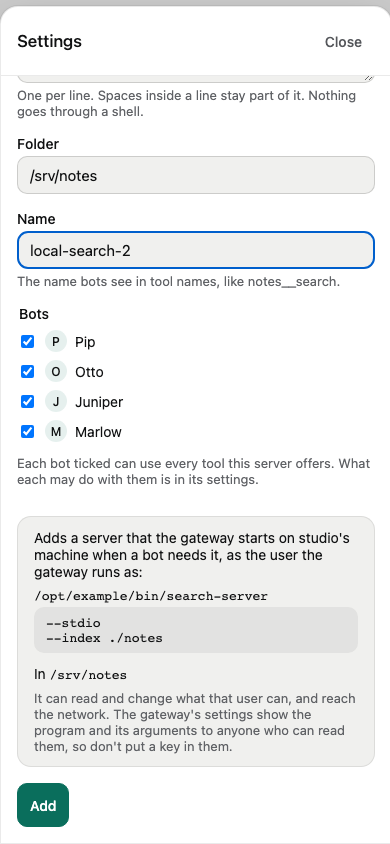 Settings
Close
One per line. Spaces inside a line stay part of it. Nothing
goes through a shell.
Folder
/srv/notes
Name
local-search-2
The name bots see in tool names, like notes__search.
Bots
P Pip
O Otto
J Juniper
M Marlow
Each bot ticked can use every tool this server offers. What
each may do with them is in its settings.
Adds a server that the gateway starts on studio's
machine when a bot needs it, as the user the
gateway runs as:
/opt/example/bin/search-server
--stdio
--index ./notes
In /srv/notes
It can read and change what that user can, and reach
the network. The gateway's settings show the
program and its arguments to anyone who can read
them, so don't put a key in them.
Add